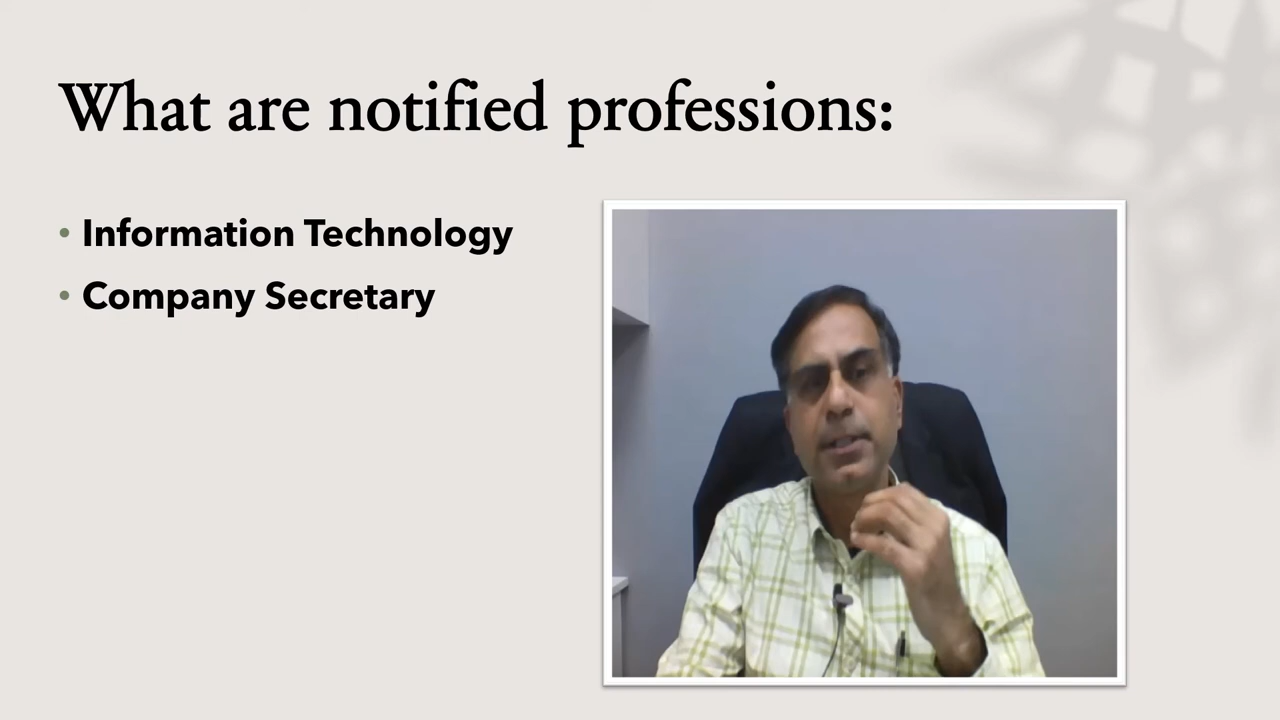 What are notified professions:
• Information Technology
• Company Secretary